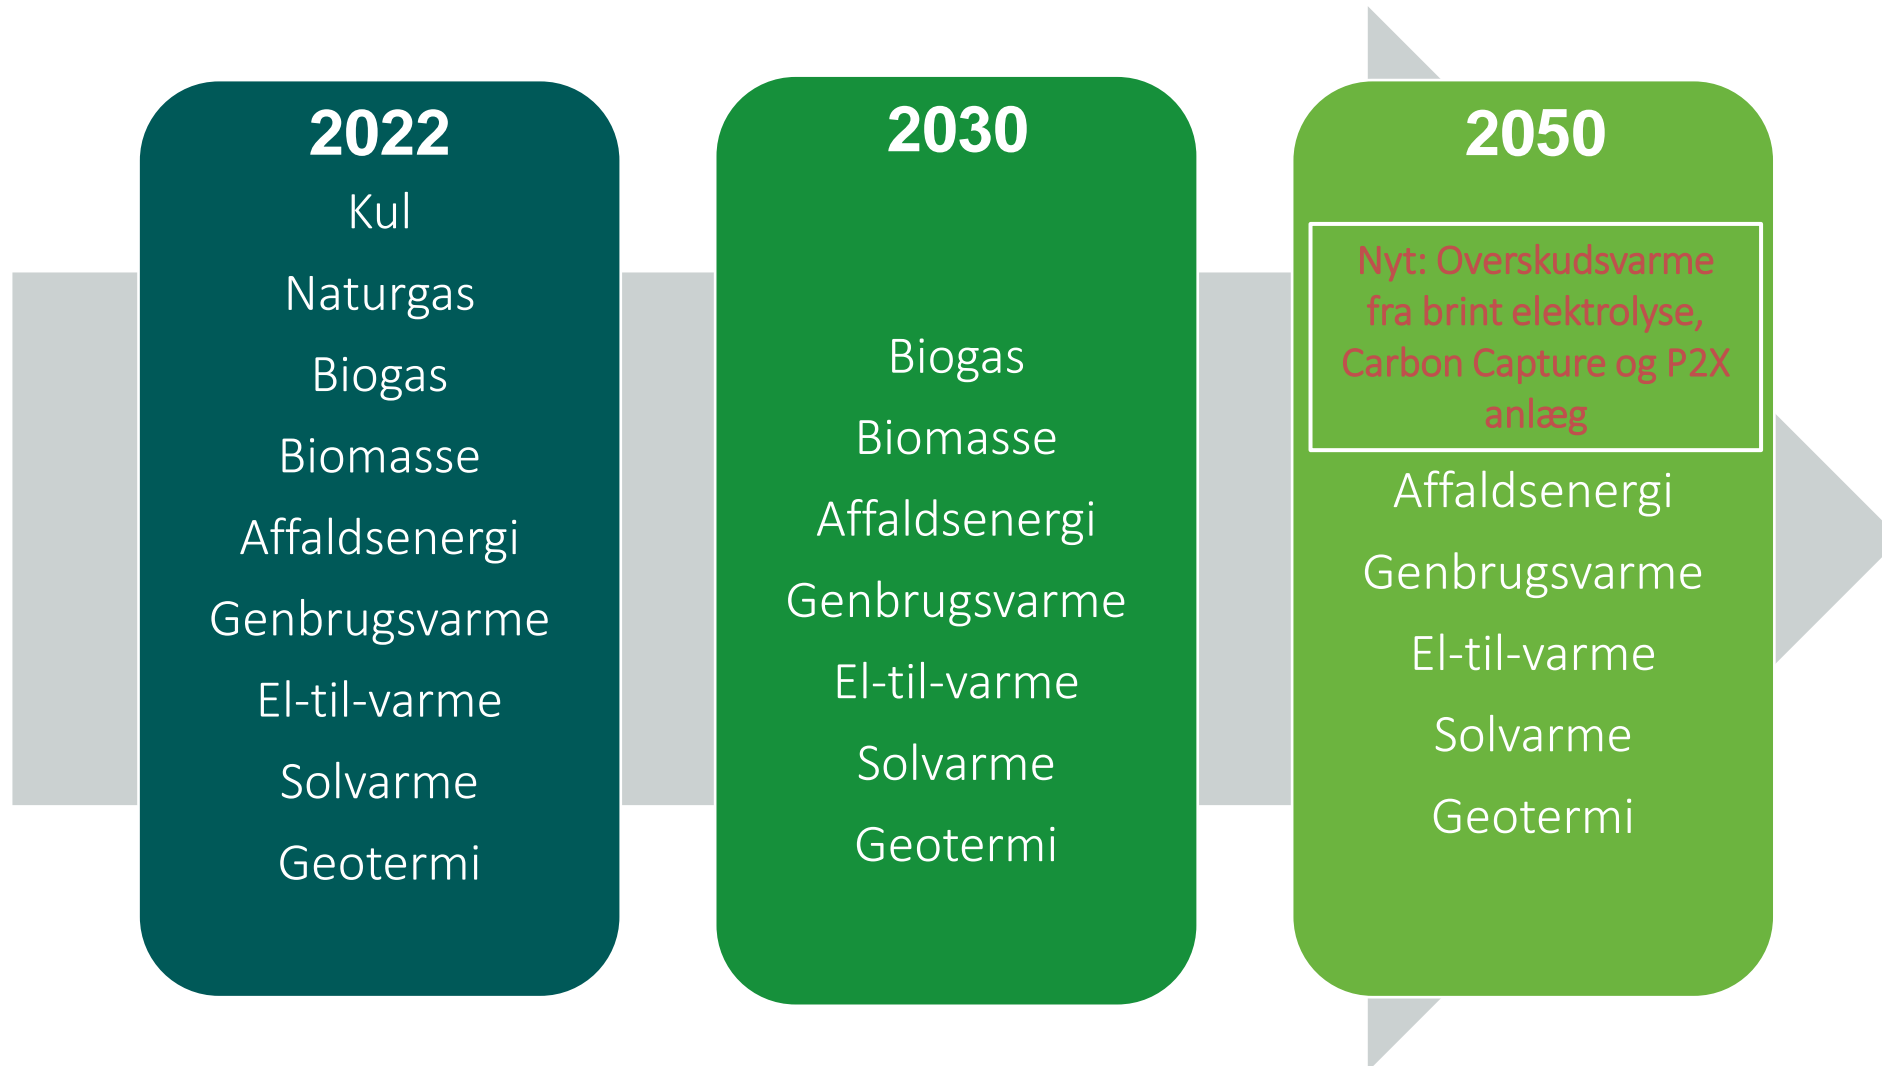 2022
Kul
Naturgas
Biogas
Biomasse
Affaldsenergi
Genbrugsvarme
El-til-varme
Solvarme
Geotermi
2030
Biogas
Biomasse
Affaldsenergi
Genbrugsvarme
El-til-varme
Solvarme
Geotermi
2050
Nyt: Overskudsvarme
fra brint elektrolyse,
Carbon Capture og P2X
anlæg
Affaldsenergi
Genbrugsvarme
El-til-varme
Solvarme
Geotermi